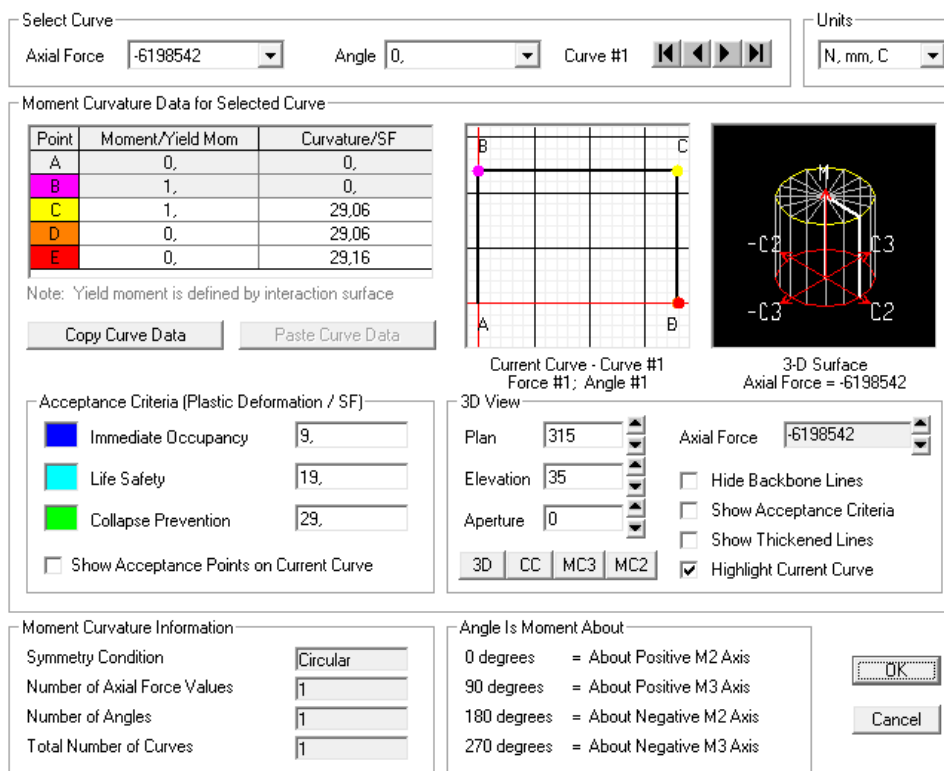 Select Curve
Units
Axial Force -6198542 Angle 0, Curve #1 N, mm, C
Moment Curvature Data for Selected Curve
Point Moment/Yield Mom Curvature/SF
A 0, 0,
B 1, 0,
C 1, 29,06
D 0, 29,06
E 0, 29,16
Note: Yield moment is defined by interaction surface
Copy Curve Data Paste Curve Data
B C
A
M
-C2 C3
-C3 C2
Current Curve - Curve #1
Force #1; Angle #1
3-D Surface
Axial Force = -6198542
Acceptance Criteria (Plastic Deformation / SF)
Immediate Occupancy 9,
Life Safety 19,
Collapse Prevention 29,
Show Acceptance Points on Current Curve
3D View
Plan 315
Elevation 35
Aperture 0
3D CC MC3 MC2
Axial Force -6198542
Hide Backbone Lines
Show Acceptance Criteria
Show Thickened Lines
Highlight Current Curve
Moment Curvature Information
Symmetry Condition Circular
Number of Axial Force Values 1
Number of Angles 1
Total Number of Curves 1
Angle Is Moment About
0 degrees = About Positive M2 Axis
90 degrees = About Positive M3 Axis
180 degrees = About Negative M2 Axis
270 degrees = About Negative M3 Axis
OK
Cancel